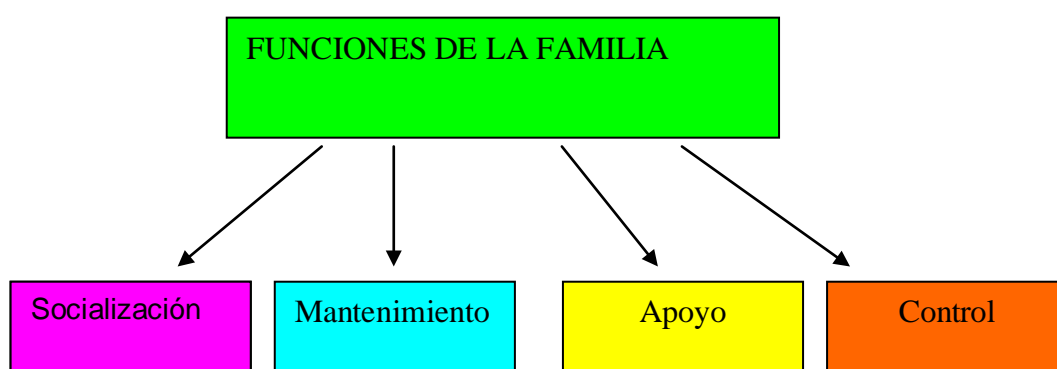 FUNCIONES DE LA FAMILIA
Socialización
Mantenimiento
Apoyo
Control